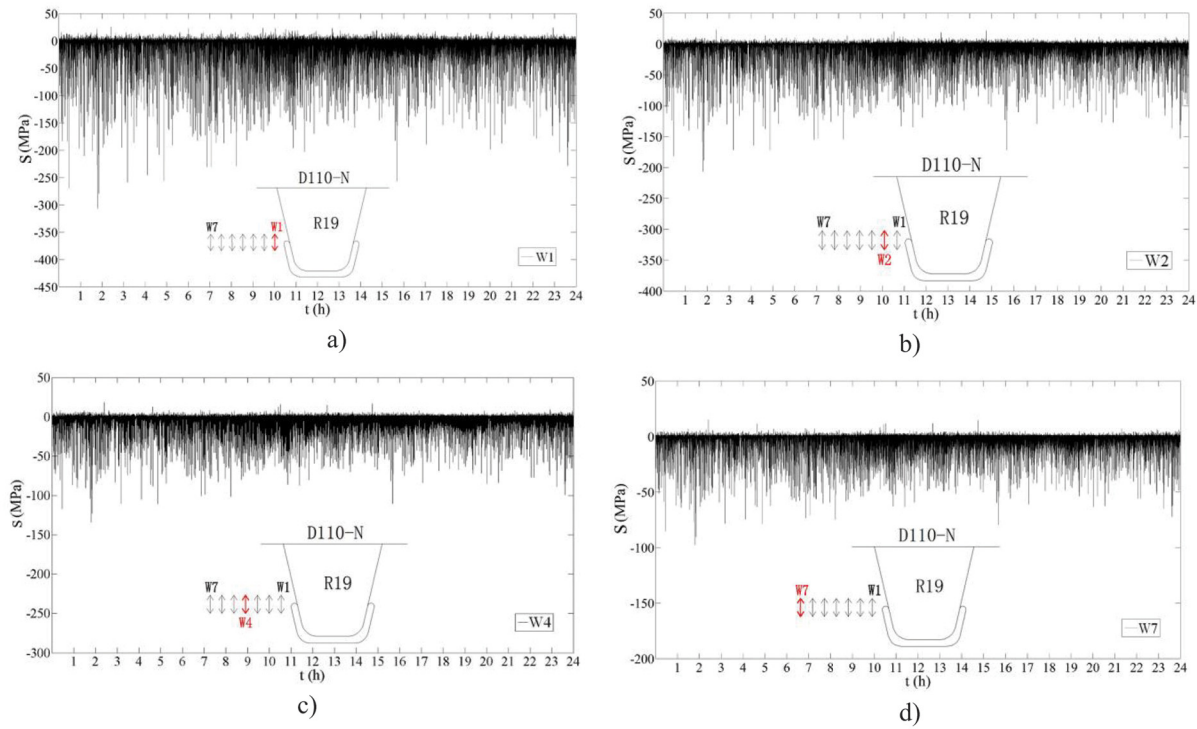 50
0
-50
-100
-150
-200
-250
-300
-350
-400
-450
S (MPa)
D110-N
R19
W7 W1
W1
1 2 3 4 5 6 7 8 9 10 11 12 13 14 15 16 17 18 19 20 21 22 23 24
t (h)
a)
50
0
-50
-100
-150
-200
-250
-300
-350
-400
S (MPa)
D110-N
R19
W7 W1
W2
W2
1 2 3 4 5 6 7 8 9 10 11 12 13 14 15 16 17 18 19 20 21 22 23 24
t (h)
b)
50
0
-50
-100
-150
-200
-250
-300
s (MPa)
D110-N
R19
W7 W1
W4
W4
1 2 3 4 5 6 7 8 9 10 11 12 13 14 15 16 17 18 19 20 21 22 23 24
t (h)
c)
50
0
-50
-100
-150
-200
S (MPa)
D110-N
R19
W7 W1
W7
1 2 3 4 5 6 7 8 9 10 11 12 13 14 15 16 17 18 19 20 21 22 23 24
t (h)
d)